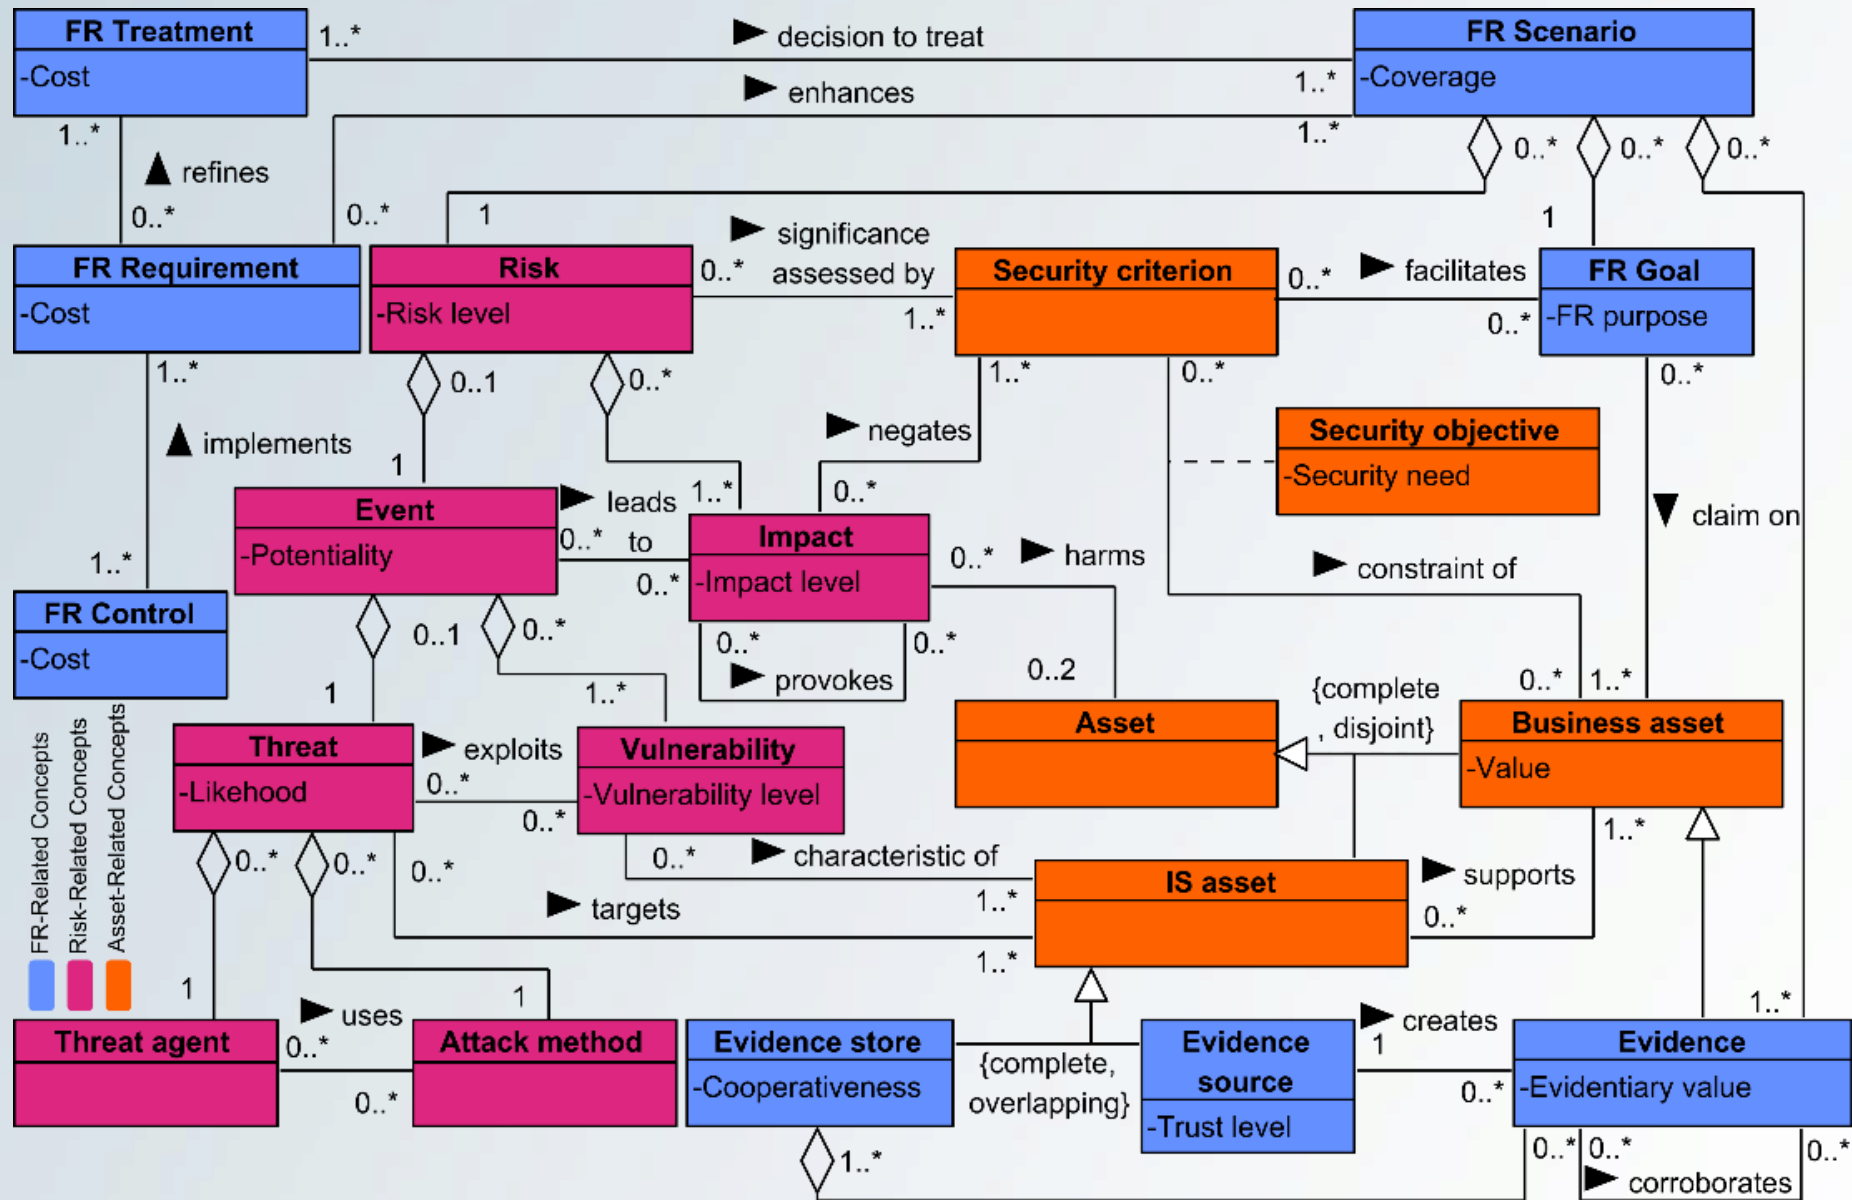 FR Treatment
-Cost
1..*
decision to treat
1..*
enhances
1..*
FR Scenario
-Coverage
1..*
refines
0..*
0..*
1
0..*
0..*
0..*
1
FR Requirement
-Cost
Risk
-Risk level
significance
0..*
assessed by
1..*
Security criterion
0..*
facilitates
0..*
FR Goal
-FR purpose
1..*
implements
1..*
0..1
1
0..*
1..*
negates
1..*
0..*
0..*
Security objective
-Security need
0..*
claim on
Event
-Potentiality
leads
0..*
to
0..*
Impact
-Impact level
0..*
harms
0..2
constraint of
0..*
1..*
FR Control
-Cost
0..1
0..*
1
1..*
0..*
0..*
provokes
{complete
, disjoint}
Asset
Business asset
-Value
FR-Related Concepts
Risk-Related Concepts
Asset-Related Concepts
Threat
-Likehood
exploits
0..*
0..*
Vulnerability
-Vulnerability level
0..*
0..*
0..*
0..*
characteristic of
1..*
targets
1..*
IS asset
supports
1..*
0..*
1
1
1..*
Threat agent
uses
0..*
0..*
Attack method
Evidence store
-Cooperativeness
{complete,
overlapping}
Evidence
source
-Trust level
creates
1
0..*
Evidence
-Evidentiary value
1..*
0..*
0..*
corroborates
0..*